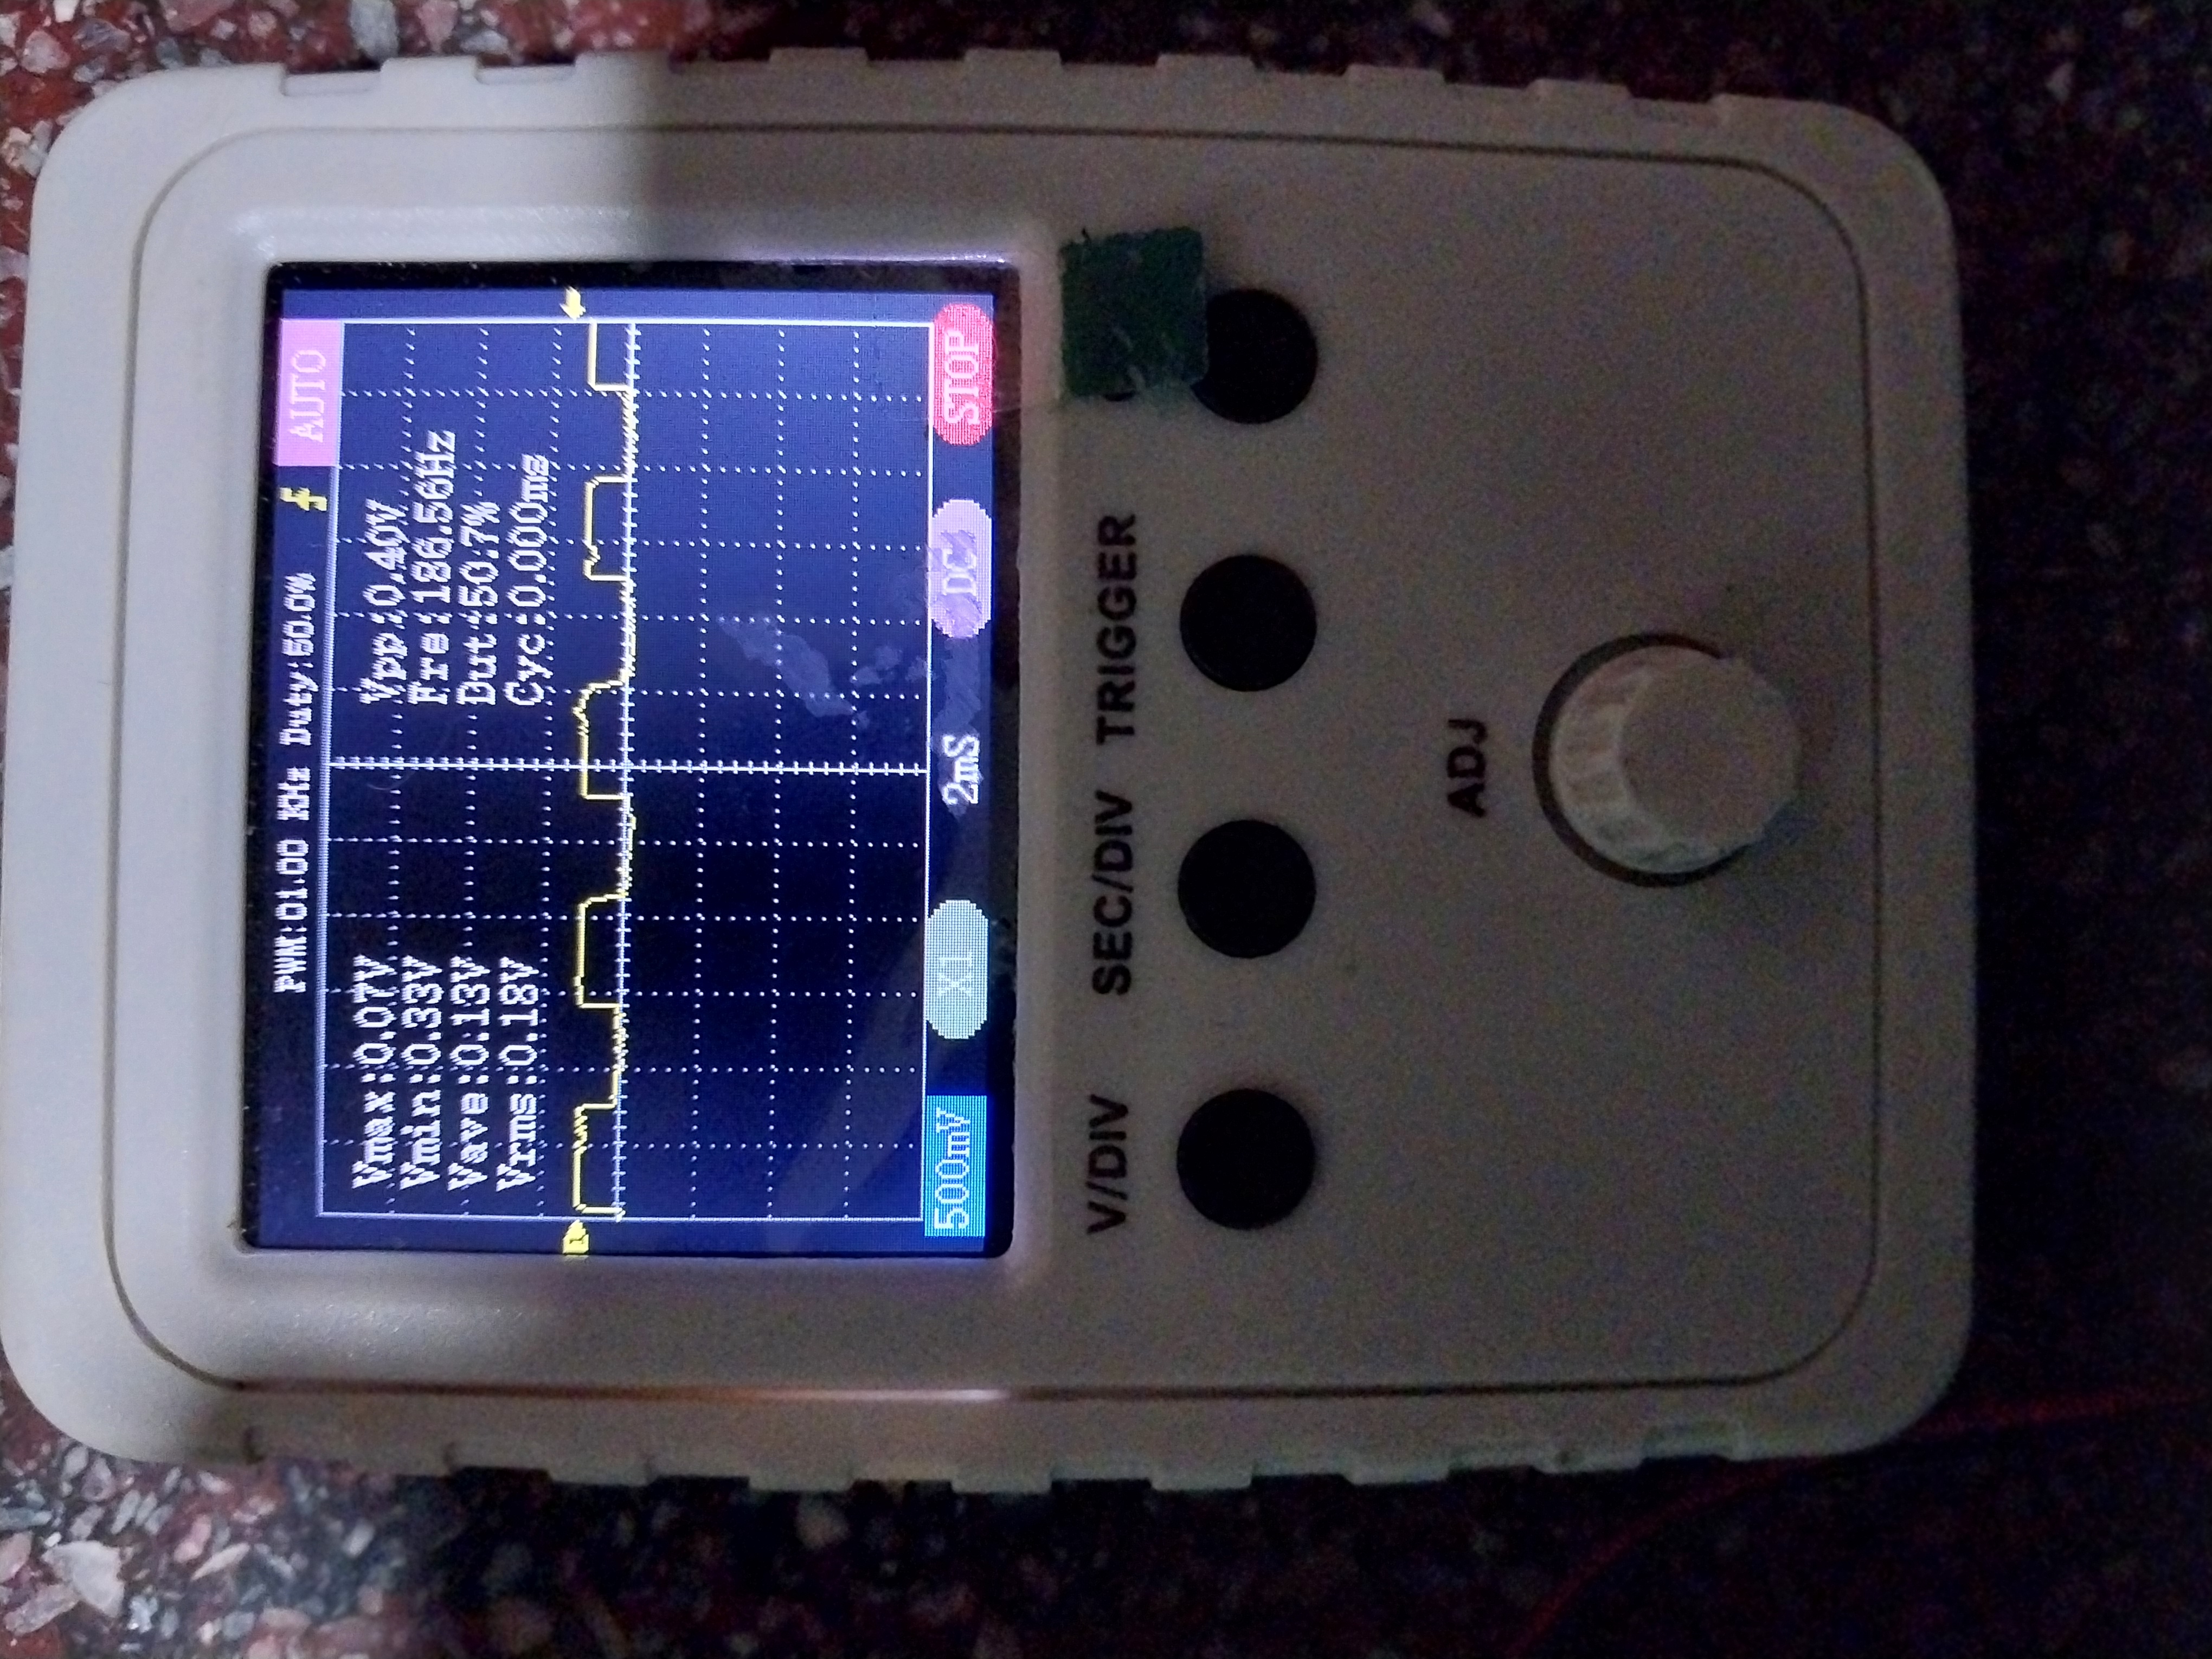 PWM:01.00 KHz Duty:50.0% AUTO
Vmax:0.07V Vpp:0.40V
Vmin:0.33V Fre:186.56Hz
Vave:0.13V Dut:50.7%
Vrms:0.18V Cyc:0.000ms
1
500mV X1 2mS DC STOP
V/DIV SEC/DIV TRIGGER
ADJ